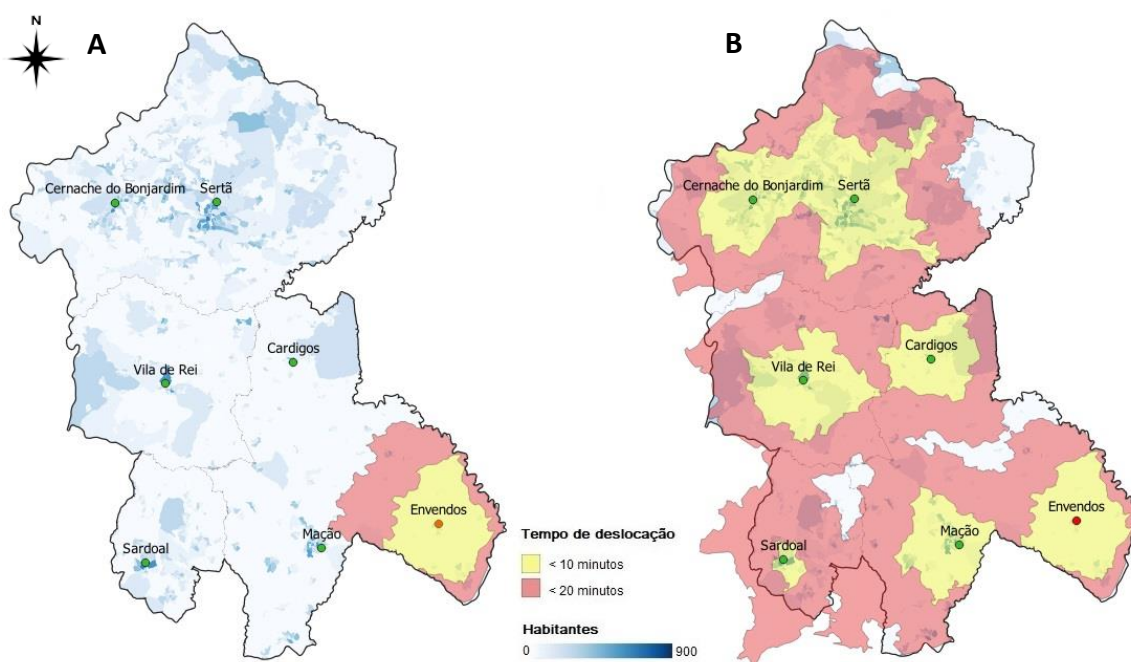 N
A
Cernache do Bonjardim
Sertã
Cardigos
Vila de Rei
Envendos
Mação
Sardoal
Tempo de deslocação
< 10 minutos
< 20 minutos
Habitantes
0
900
B
Cernache do Bonjardim
Sertã
Cardigos
Vila de Rei
Envendos
Mação
Sardoal